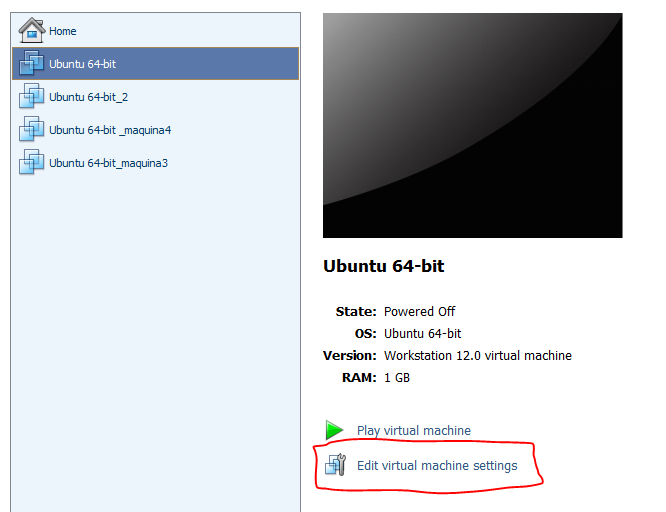 Home
Ubuntu 64-bit
Ubuntu 64-bit_2
Ubuntu 64-bit _maquina4
Ubuntu 64-bit_maquina3
Ubuntu 64-bit
State: Powered Off
OS: Ubuntu 64-bit
Version: Workstation 12.0 virtual machine
RAM: 1 GB
Play virtual machine
Edit virtual machine settings